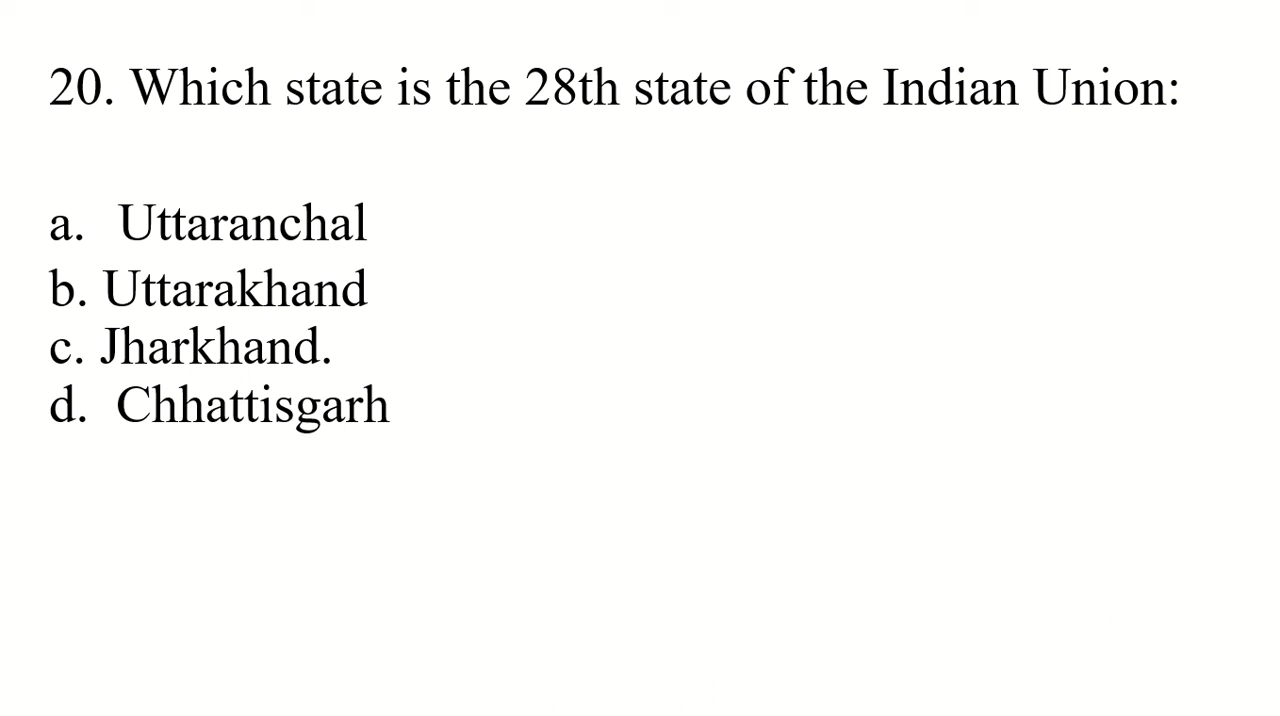 20. Which state is the 28th state of the Indian Union:
a. Uttaranchal
b. Uttarakhand
c. Jharkhand.
d. Chhattisgarh